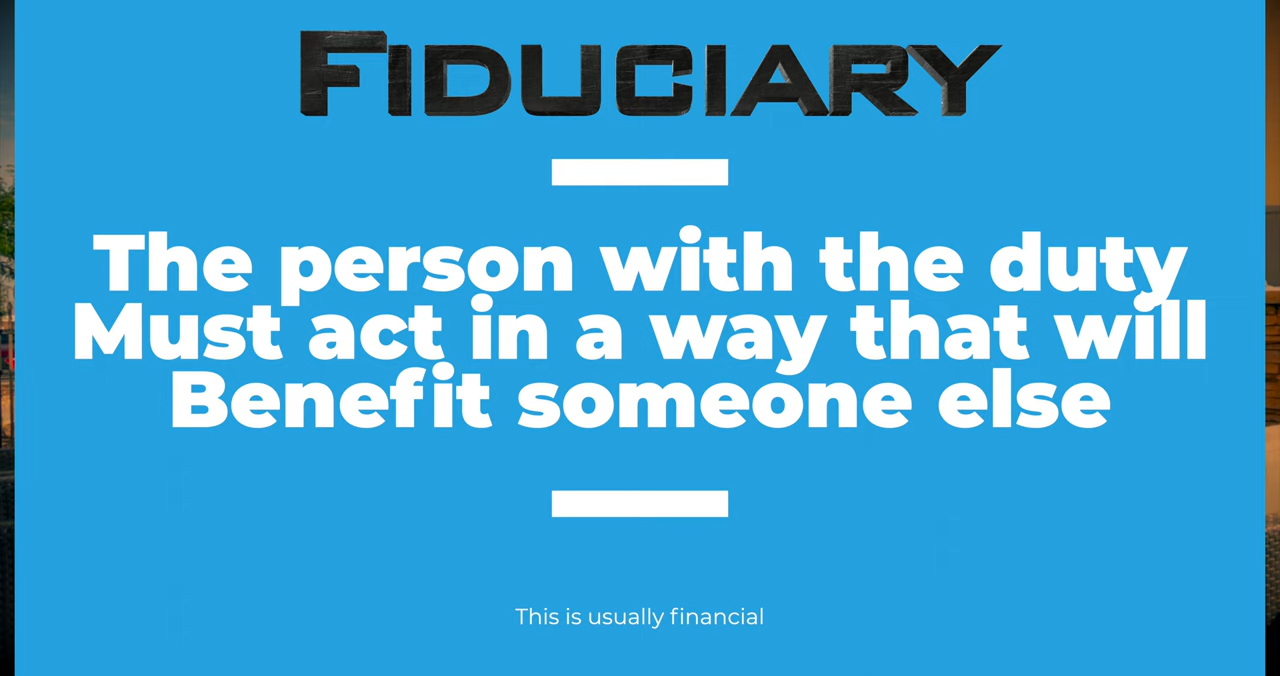 FIDUCIARY
The person with the duty
Must act in a way that will
Benefit someone else
This is usually financial